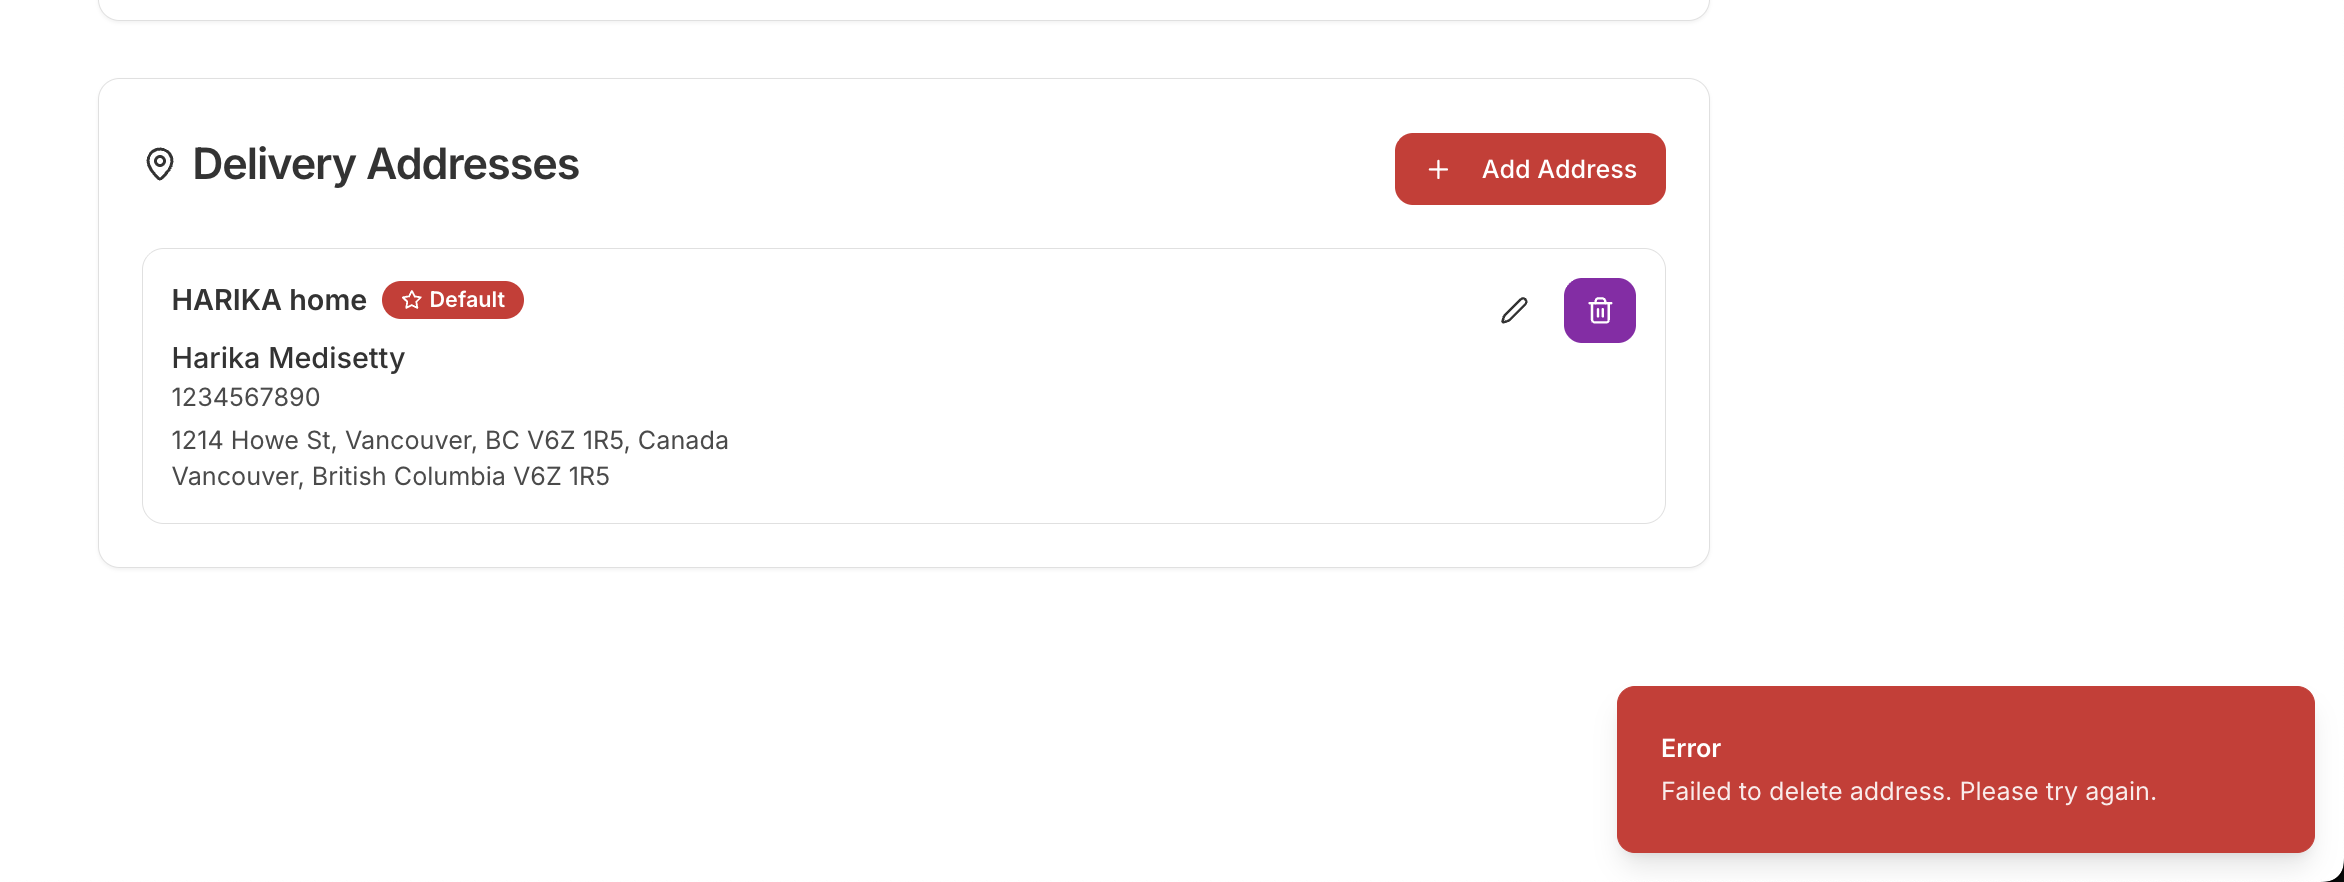 Delivery Addresses
Add Address
HARIKA home
Default
Harika Medisetty
1234567890
1214 Howe St, Vancouver, BC V6Z 1R5, Canada
Vancouver, British Columbia V6Z 1R5
Error
Failed to delete address. Please try again.